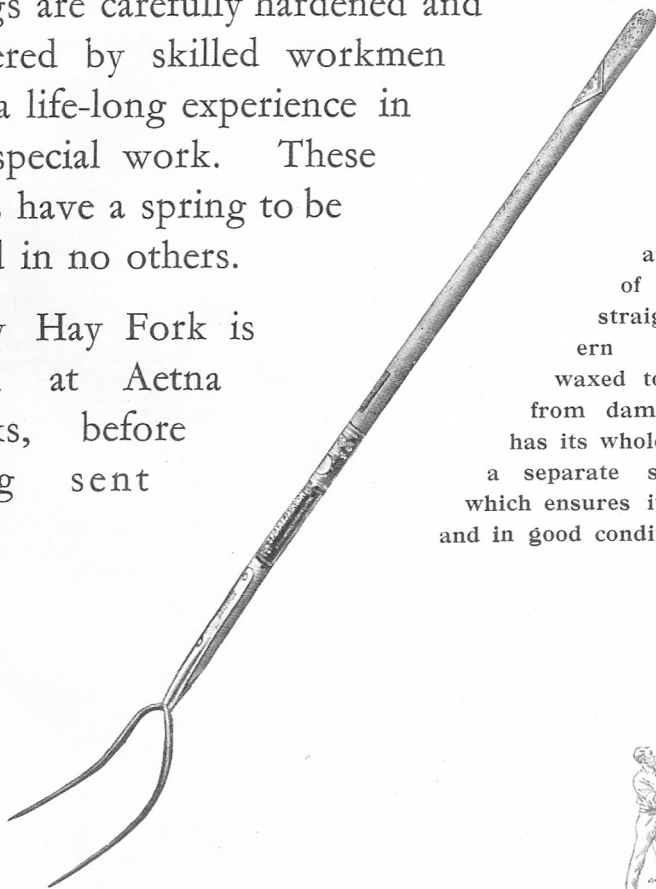 gs are carefully hardened and
ered by skilled workmen
a life-long experience in
special work. These
s have a spring to be
d in no others.
y Hay Fork is
at Aetna
ks, before
g sent
a
of
straig
ern
waxed to
from dam
has its whole
a separate s
which ensures i
and in good condi